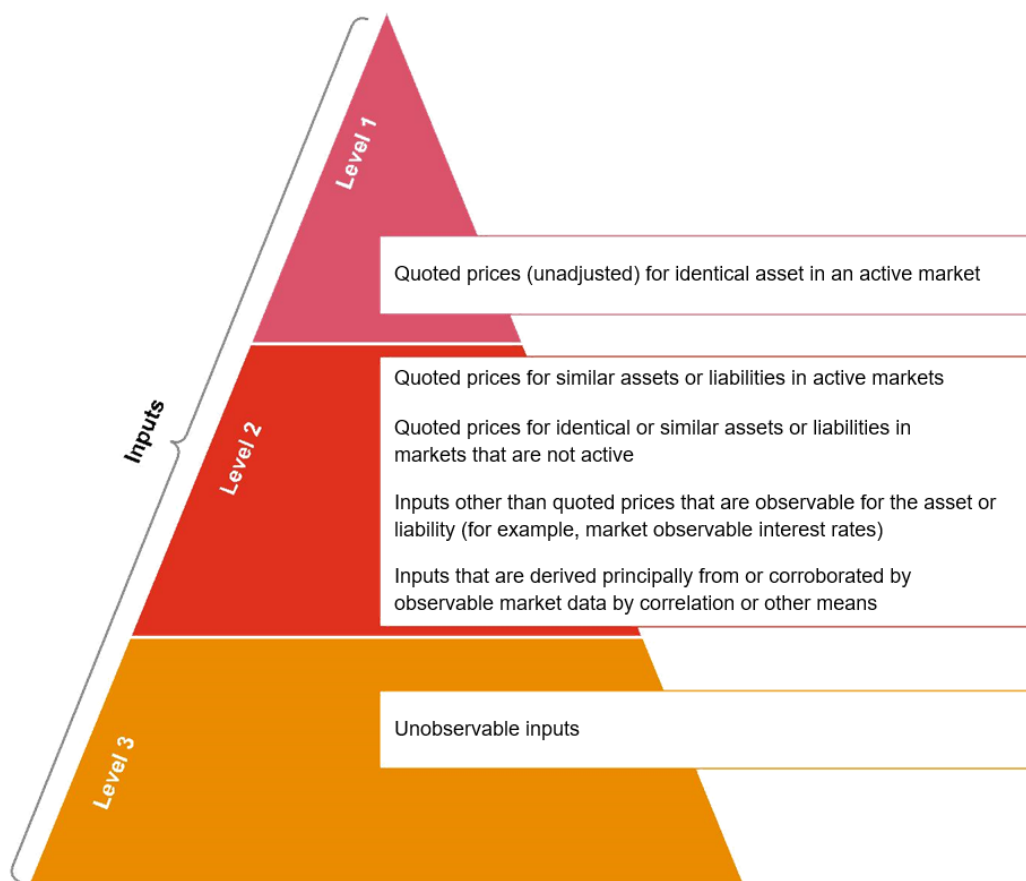 Inputs
Level 1
Quoted prices (unadjusted) for identical asset in an active market
Level 2
Quoted prices for similar assets or liabilities in active markets
Quoted prices for identical or similar assets or liabilities in
markets that are not active
Inputs other than quoted prices that are observable for the asset or
liability (for example, market observable interest rates)
Inputs that are derived principally from or corroborated by
observable market data by correlation or other means
Level 3
Unobservable inputs